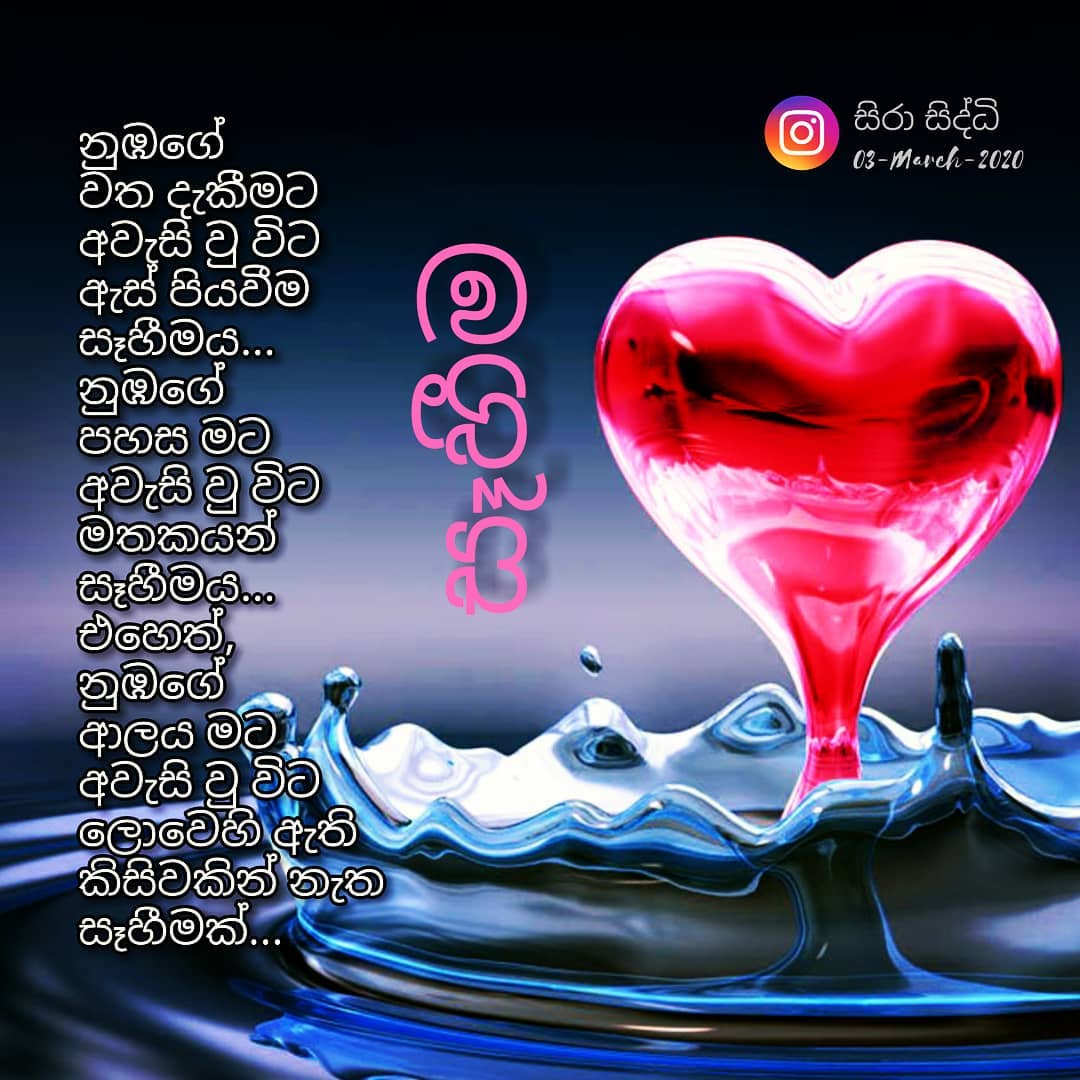 සිරා සිද්ධි
03-March-2020
නුඹගේ
වත දැකීමට
අවැසි වු විට
ඇස් පියවීම
සෑහීමය...
නුඹගේ
පහස මට
අවැසි වු විට
මතකයන්
සෑහීමය...
එහෙත්,
නුඹගේ
ආලය මට
අවැසි වු විට
ලොවෙහි ඇති
කිසිවකින් නැත
සෑහීමක්...
සෑහීම